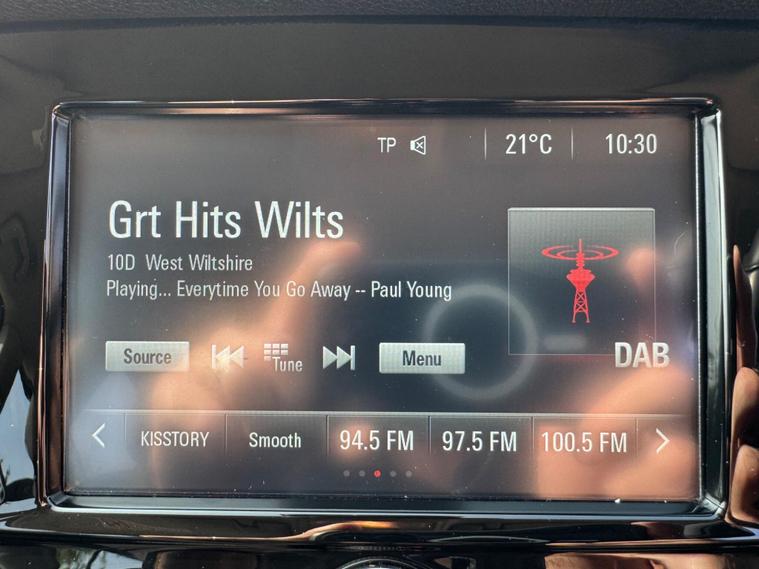 TP 21°C 10:30
Grt Hits Wilts
10D West Wiltshire
Playing... Everytime You Go Away -- Paul Young
Source Tune Menu
DAB
KISSTORY Smooth 94.5 FM 97.5 FM 100.5 FM